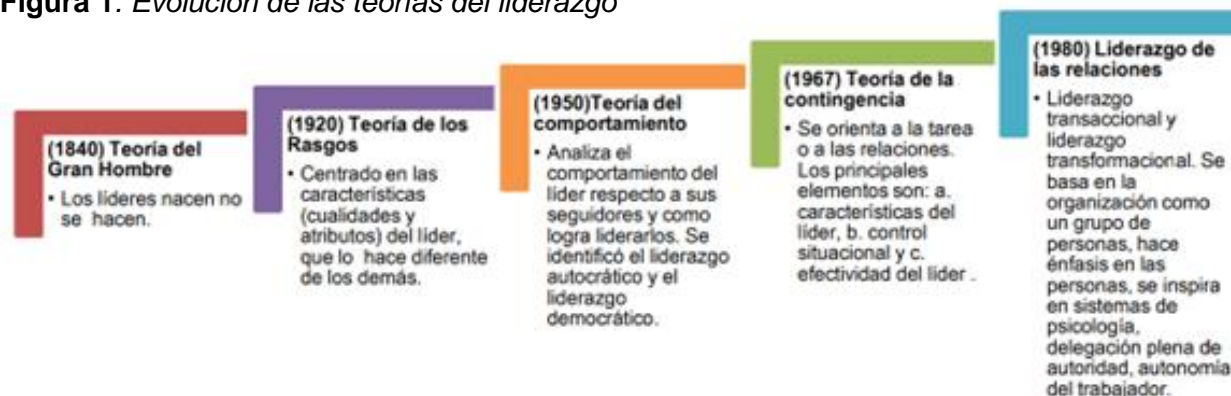 Figura 1. Evolución de las teorías del liderazgo
(1840) Teoría del
Gran Hombre
• Los líderes nacen no
se hacen.
(1920) Teoría de los
Rasgos
• Centrado en las
características
(cualidades y
atributos) del líder,
que lo hace diferente
de los demás.
(1950)Teoría del
comportamiento
• Analiza el
comportamiento del
líder respecto a sus
seguidores y como
logra liderarlos. Se
identificó el liderazgo
autocrático y el
liderazgo
democrático.
(1967) Teoría de la
contingencia
• Se orienta a la tarea
o a las relaciones.
Los principales
elementos son: a.
características del
líder, b. control
situacional y c.
efectividad del líder .
(1980) Liderazgo de
las relaciones
• Liderazgo
transaccional y
liderazgo
transformacional. Se
basa en la
organización como
un grupo de
personas, hace
énfasis en las
personas, se inspira
en sistemas de
psicología,
delegación plena de
autoridad, autonomía
del trabajador.